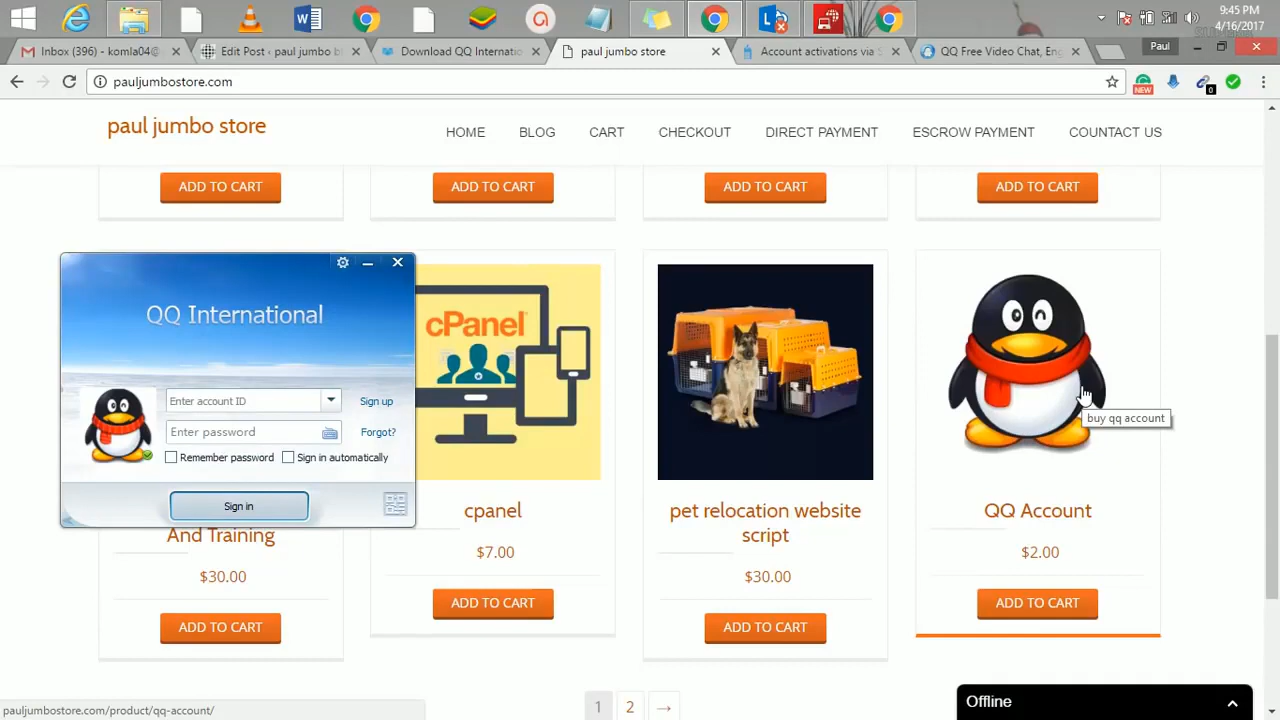 9:45 PM
4/16/2017
Inbox (396) - komla04@
Edit Post ‹ paul jumbo s
Download QQ Internatio
paul jumbo store
Account activations via S
QQ Free Video Chat, Eng
Paul
pauljumbostore.com
NEW
0
paul jumbo store
HOME
BLOG
CART
CHECKOUT
DIRECT PAYMENT
ESCROW PAYMENT
COUNTACT US
ADD TO CART
ADD TO CART
ADD TO CART
ADD TO CART
QQ International
Enter account ID
Sign up
Enter password
Forgot?
Remember password
Sign in automatically
Sign in
cPanel
buy qq account
And Training
$30.00
ADD TO CART
cpanel
$7.00
ADD TO CART
pet relocation website
script
$30.00
ADD TO CART
QQ Account
$2.00
ADD TO CART
1
2
→
pauljumbostore.com/product/qq-account/
Offline